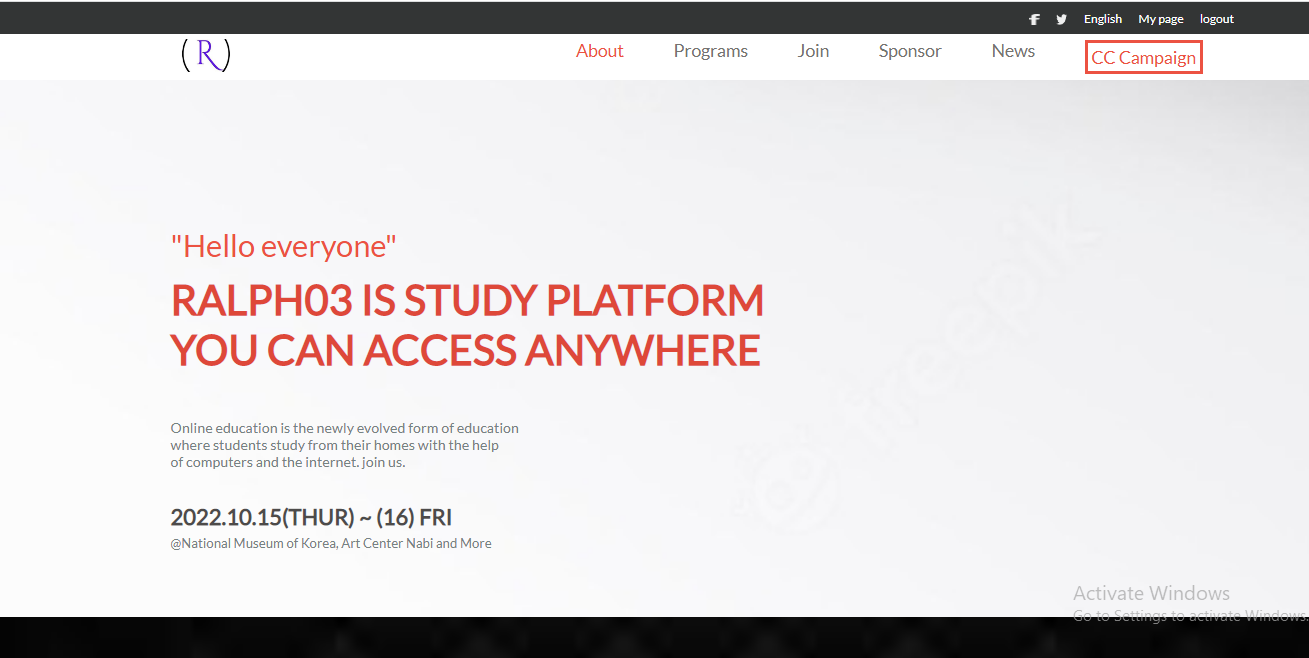 English My page logout
(R) About Programs Join Sponsor News CC Campaign
"Hello everyone"
RALPH03 IS STUDY PLATFORM
YOU CAN ACCESS ANYWHERE
Online education is the newly evolved form of education
where students study from their homes with the help
of computers and the internet. join us.
2022.10.15(THUR) ~ (16) FRI
@National Museum of Korea, Art Center Nabi and More
freepik
Activate Windows
Go to Settings to activate Windows.